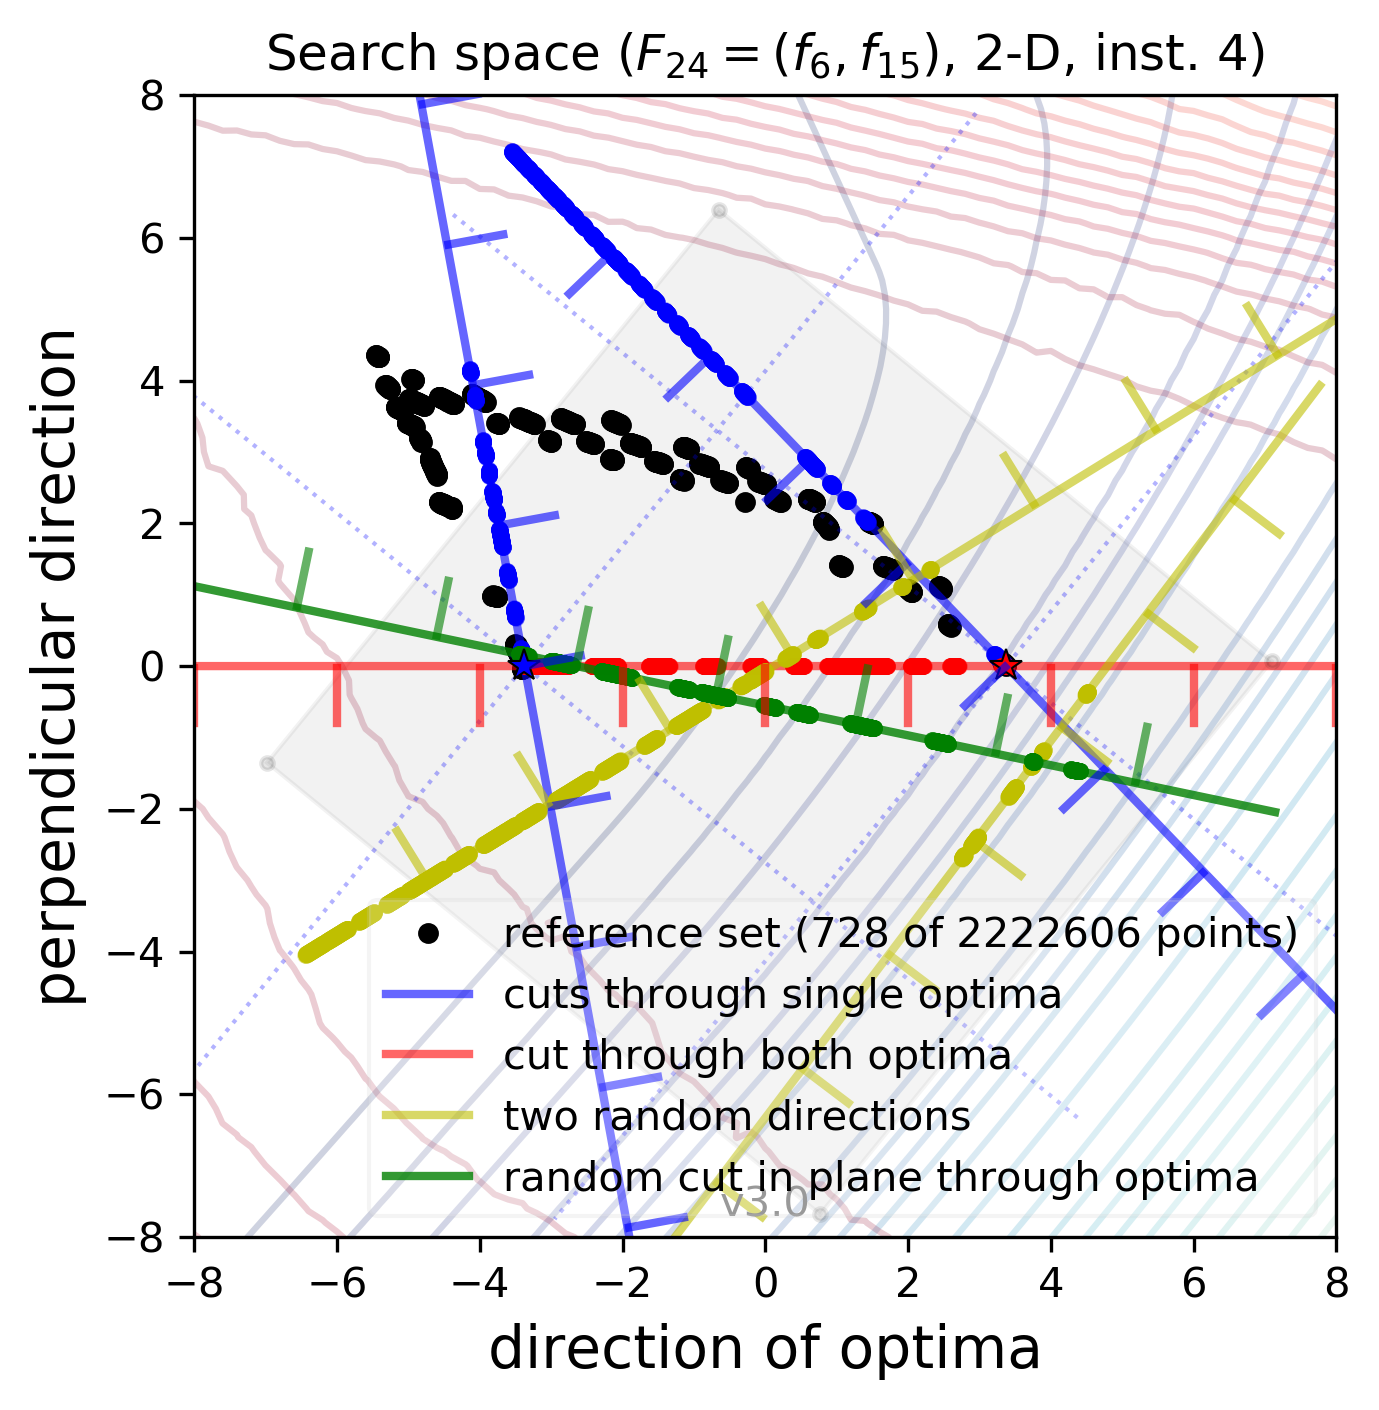 Search space (F₂₄ = (f₆, f₁₅), 2-D, inst. 4)
8
6
4
2
0
−2
−4
−6
−8
perpendicular direction
reference set (728 of 2222606 points)
cuts through single optima
cut through both optima
two random directions
random cut in plane through optima
v3.0
−8 −6 −4 −2 0 2 4 6 8
direction of optima